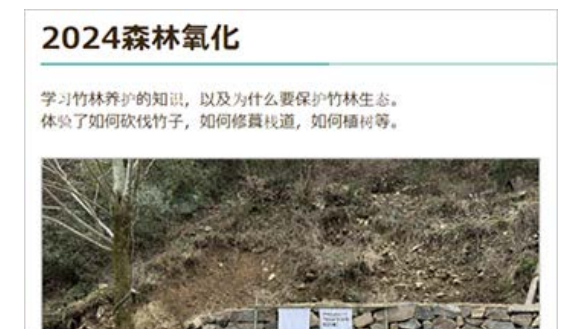 2024森林氧化
学习竹林养护的知识，以及为什么要保护竹林生态。
体验了如何砍伐竹子，如何修葺栈道，如何植树等。